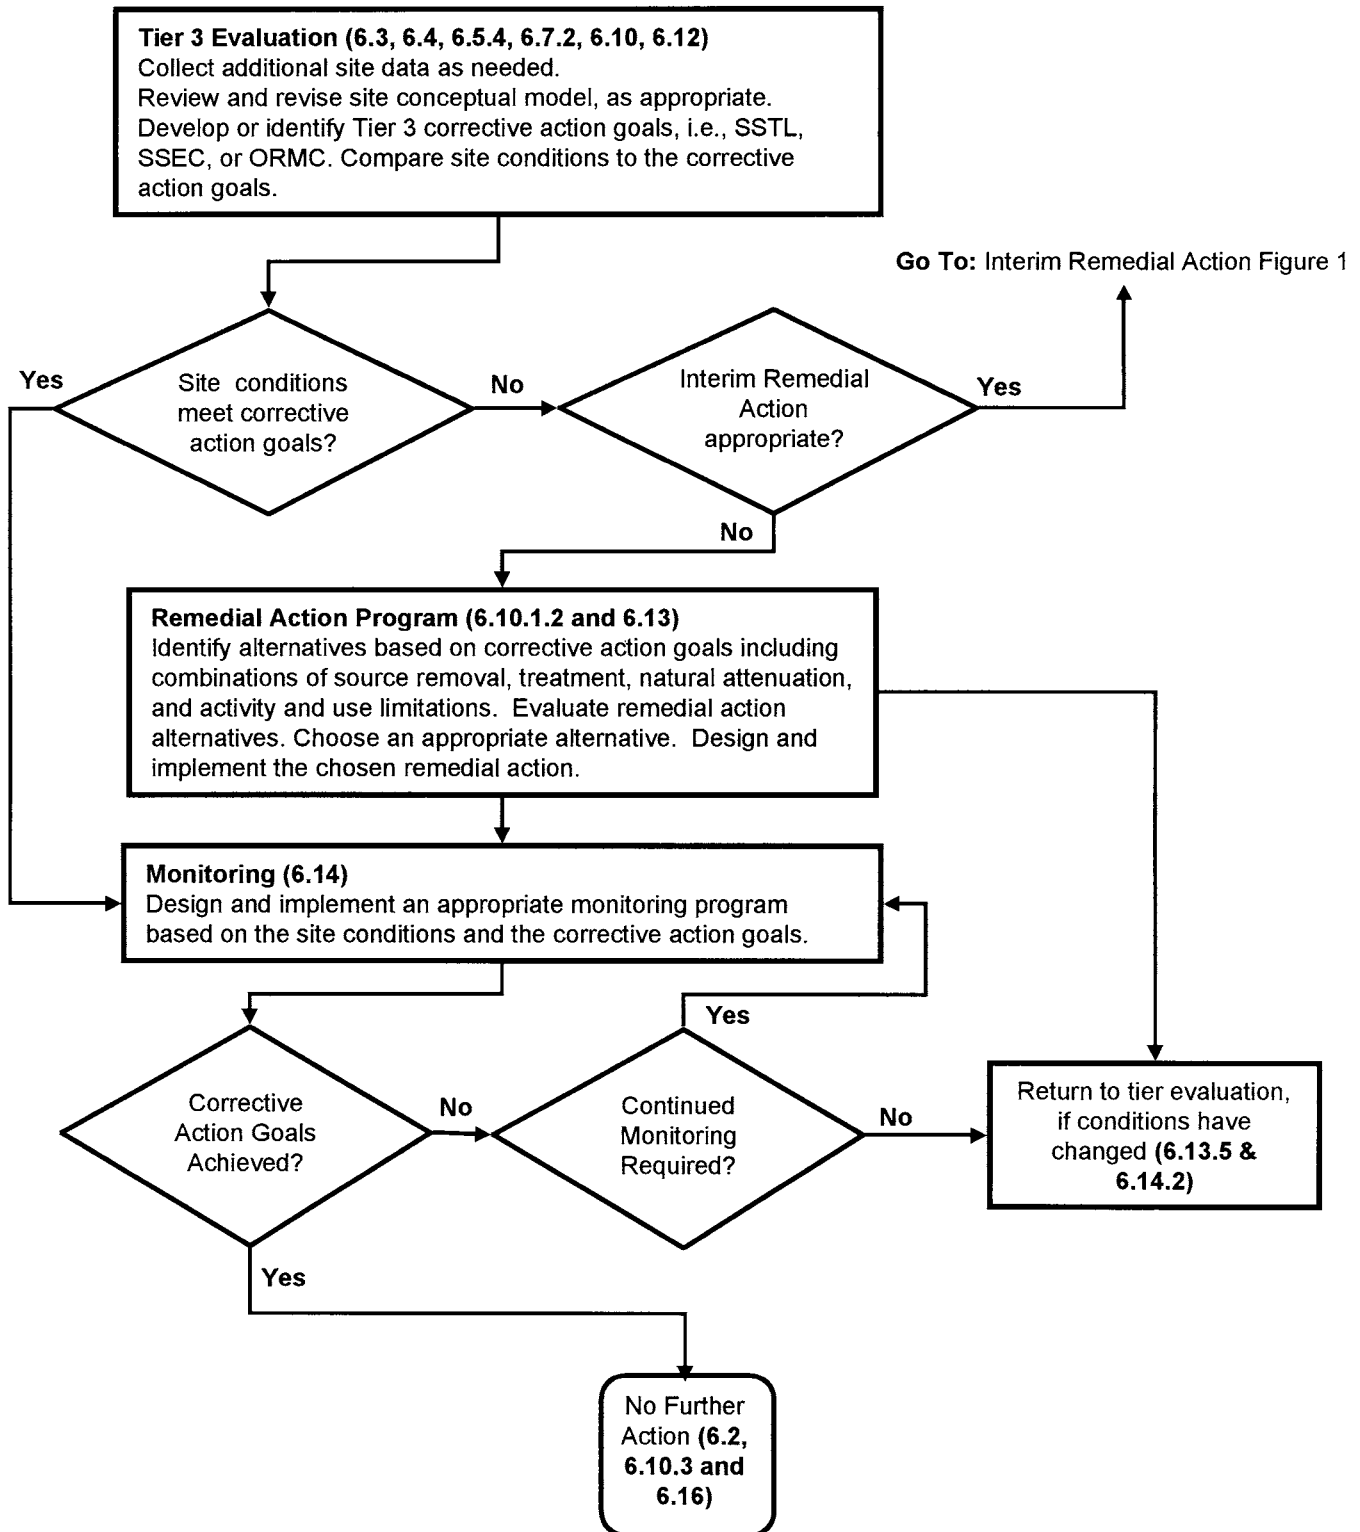 Tier 3 Evaluation (6.3, 6.4, 6.5.4, 6.7.2, 6.10, 6.12)
Collect additional site data as needed.
Review and revise site conceptual model, as appropriate.
Develop or identify Tier 3 corrective action goals, i.e., SSTL,
SSEC, or ORMC. Compare site conditions to the corrective
action goals.
Go To: Interim Remedial Action Figure 1
Yes
Site conditions
meet corrective
action goals?
No
Interim Remedial
Action
appropriate?
Yes
No
Remedial Action Program (6.10.1.2 and 6.13)
Identify alternatives based on corrective action goals including
combinations of source removal, treatment, natural attenuation,
and activity and use limitations. Evaluate remedial action
alternatives. Choose an appropriate alternative. Design and
implement the chosen remedial action.
Monitoring (6.14)
Design and implement an appropriate monitoring program
based on the site conditions and the corrective action goals.
Yes
Corrective
Action Goals
Achieved?
No
Continued
Monitoring
Required?
No
Return to tier evaluation,
if conditions have
changed (6.13.5 &
6.14.2)
Yes
No Further
Action (6.2,
6.10.3 and
6.16)